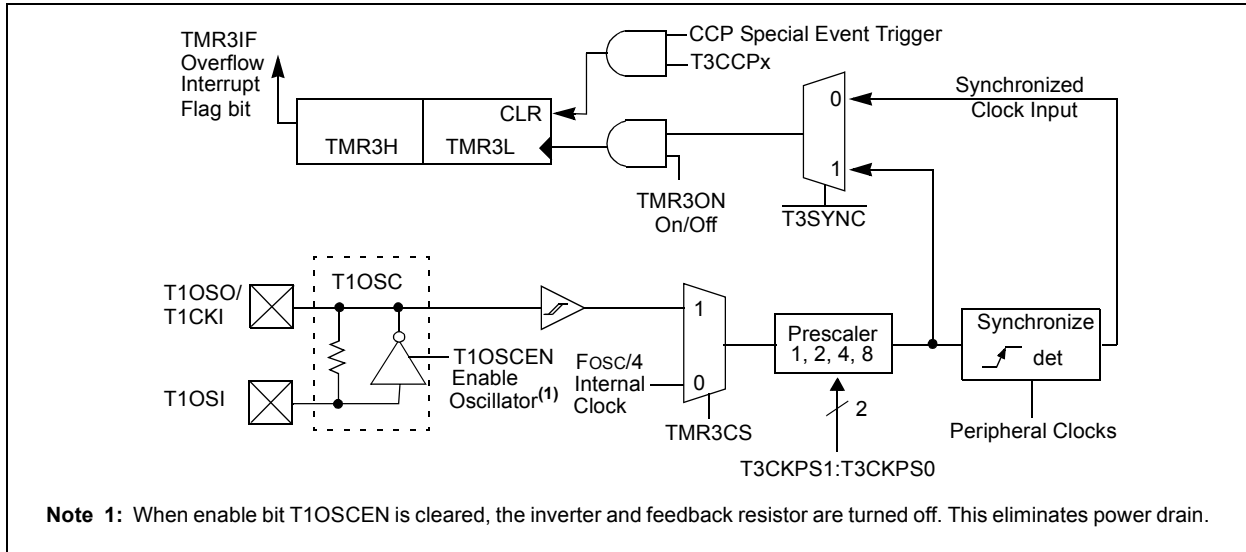 TMR3IF
Overflow
Interrupt
Flag bit
CCP Special Event Trigger
T3CCPx
CLR
TMR3H
TMR3L
TMR3ON
On/Off
0
1
T3SYNC
Synchronized
Clock Input
T1OSO/
T1CKI
T1OSI
T1OSC
T1OSCEN
Enable
Oscillator(1)
FOSC/4
Internal
Clock
1
0
TMR3CS
Prescaler
1, 2, 4, 8
2
T3CKPS1:T3CKPS0
Synchronize
det
Peripheral Clocks
Note 1: When enable bit T1OSCEN is cleared, the inverter and feedback resistor are turned off. This eliminates power drain.